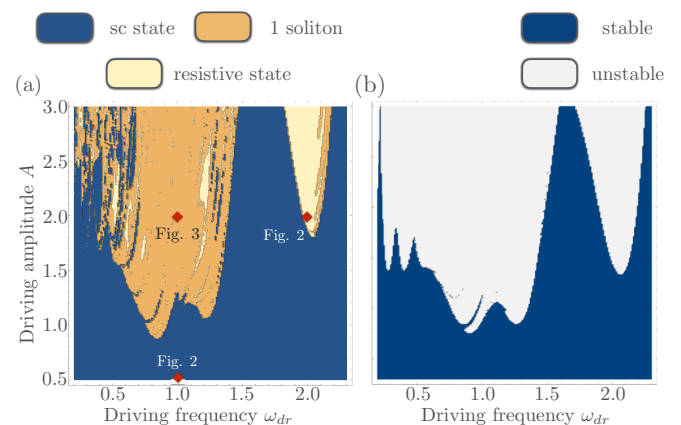 sc state 1 soliton stable
resistive state unstable
(a) (b)
3.0
2.5
2.0
1.5
1.0
0.5
Driving amplitude A
Fig. 3
Fig. 2
Fig. 2
0.5 1.0 1.5 2.0
0.5 1.0 1.5 2.0
Driving frequency ω_dr
Driving frequency ω_dr